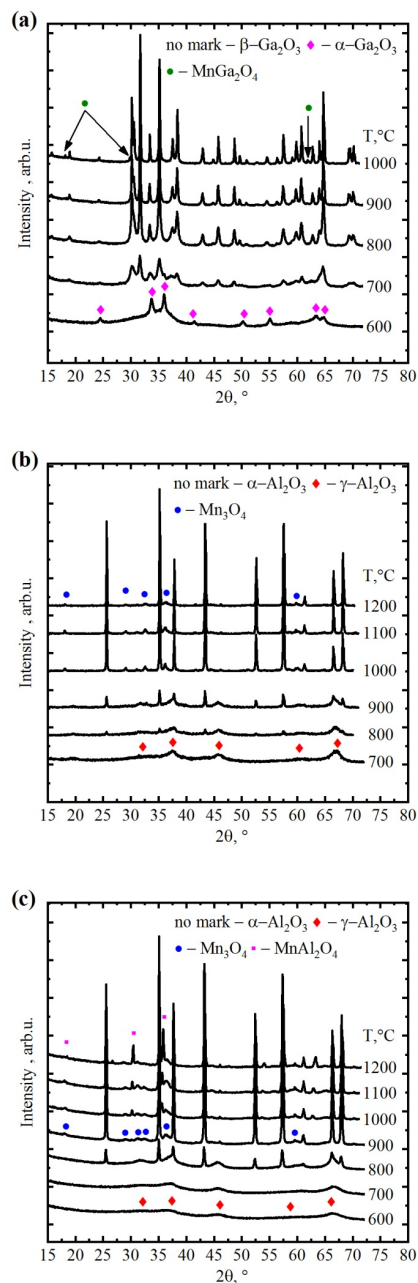 (a)
no mark – β-Ga2O3 ♦ – α-Ga2O3
● – MnGa2O4
T,°C
1000
900
800
700
600
Intensity , arb.u.
15 20 25 30 35 40 45 50 55 60 65 70 75 80
2θ, °
(b)
no mark – α-Al2O3 ♦ – γ-Al2O3
● – Mn3O4
T,°C
1200
1100
1000
900
800
700
Intensity, arb.u.
15 20 25 30 35 40 45 50 55 60 65 70 75 80
2θ, °
(c)
no mark – α-Al2O3 ♦ – γ-Al2O3
● – Mn3O4 ▪ – MnAl2O4
T,°C
1200
1100
1000
900
800
700
600
Intensity, arb.u.
15 20 25 30 35 40 45 50 55 60 65 70 75 80
2θ, °